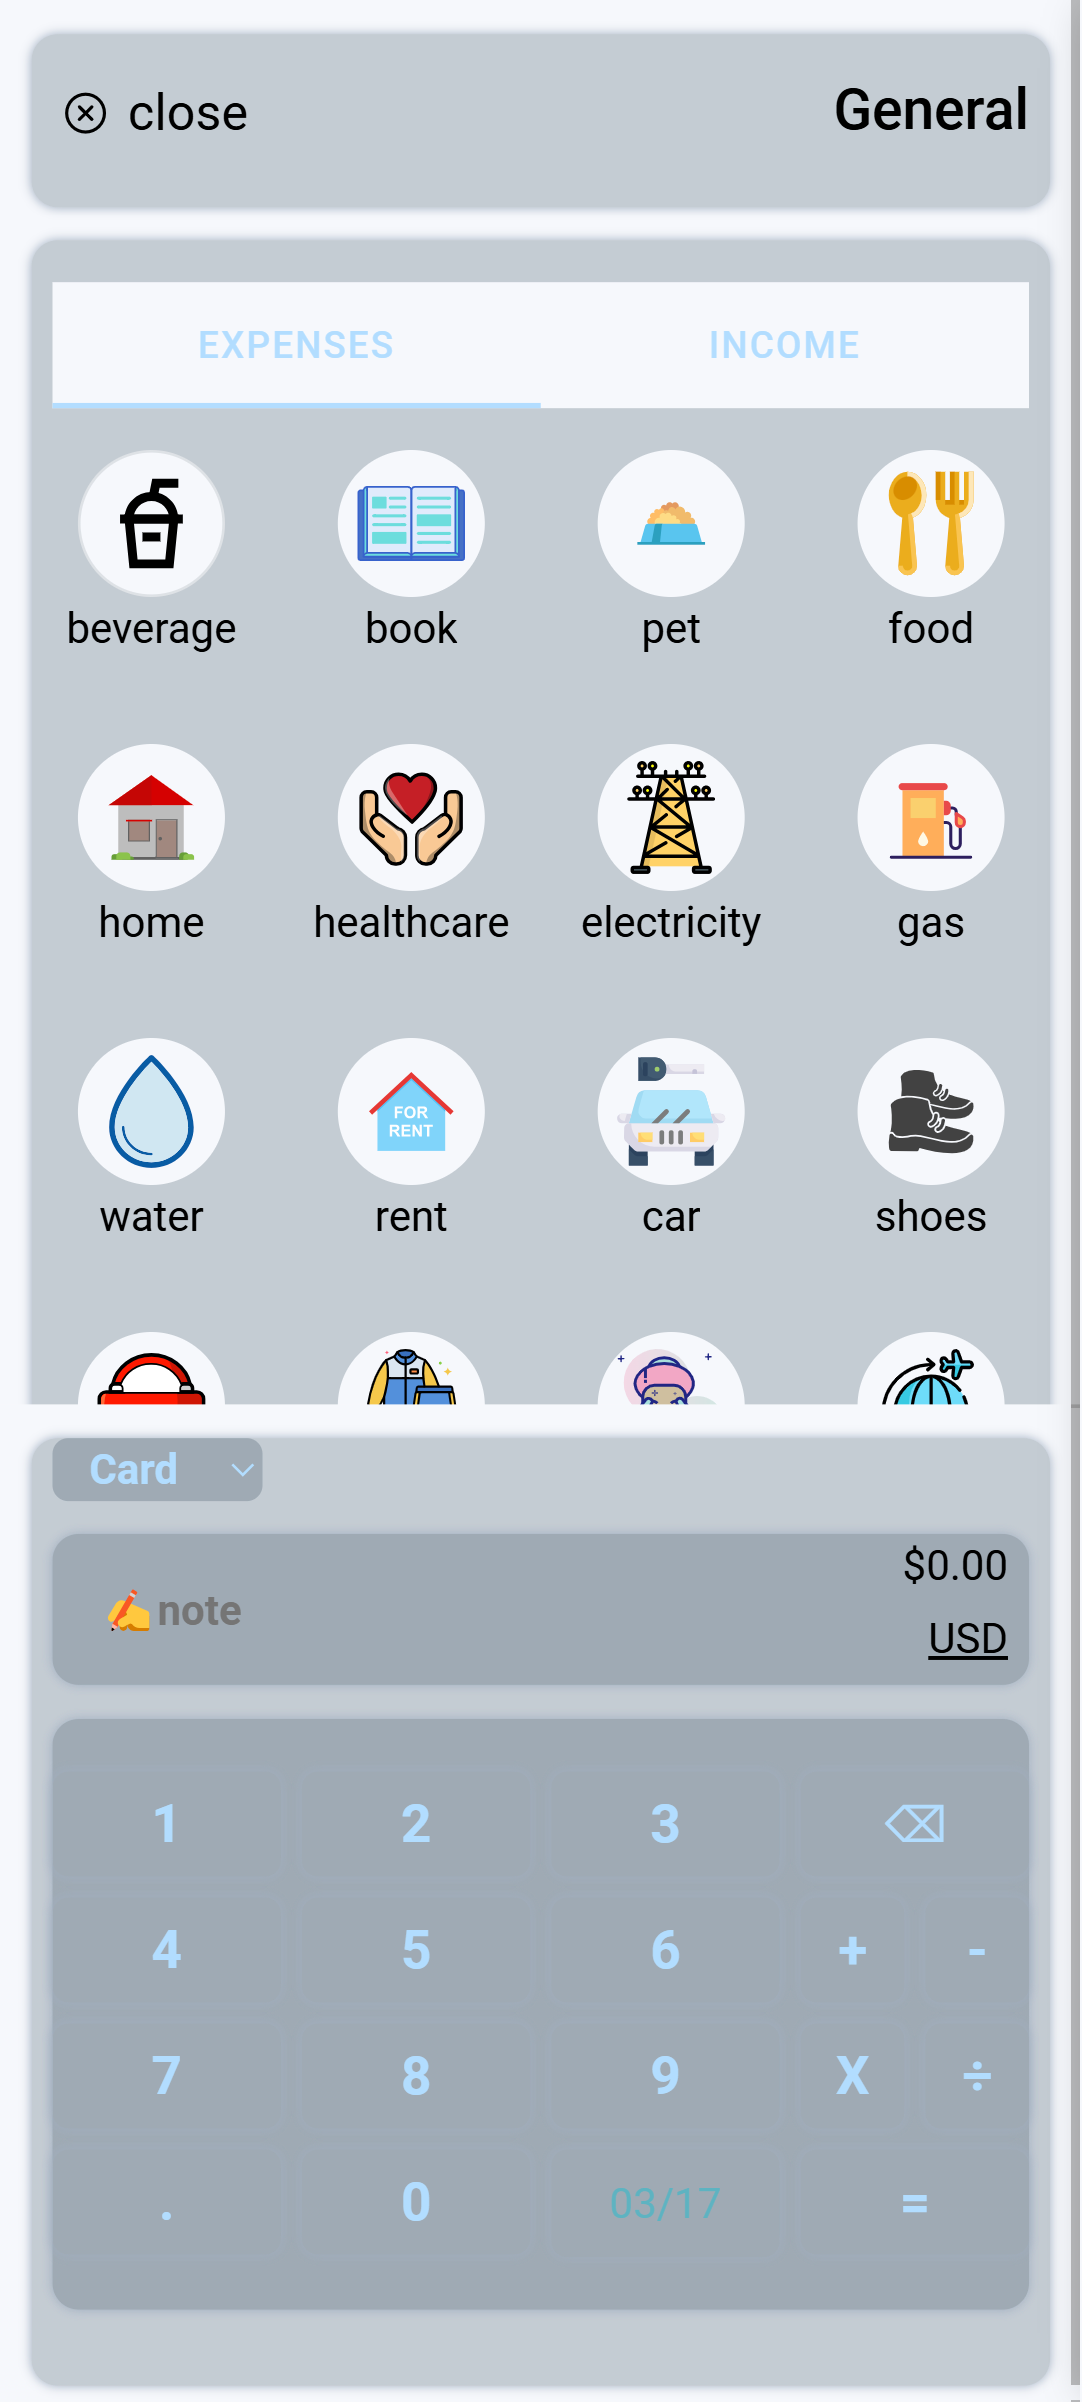 close
General
EXPENSES
INCOME
beverage
book
pet
food
home
healthcare
electricity
gas
water
FOR
RENT
rent
car
shoes
Card
$0.00
✍️note
USD
1
2
3
⌫
4
5
6
+
-
7
8
9
X
÷
.
0
03/17
=